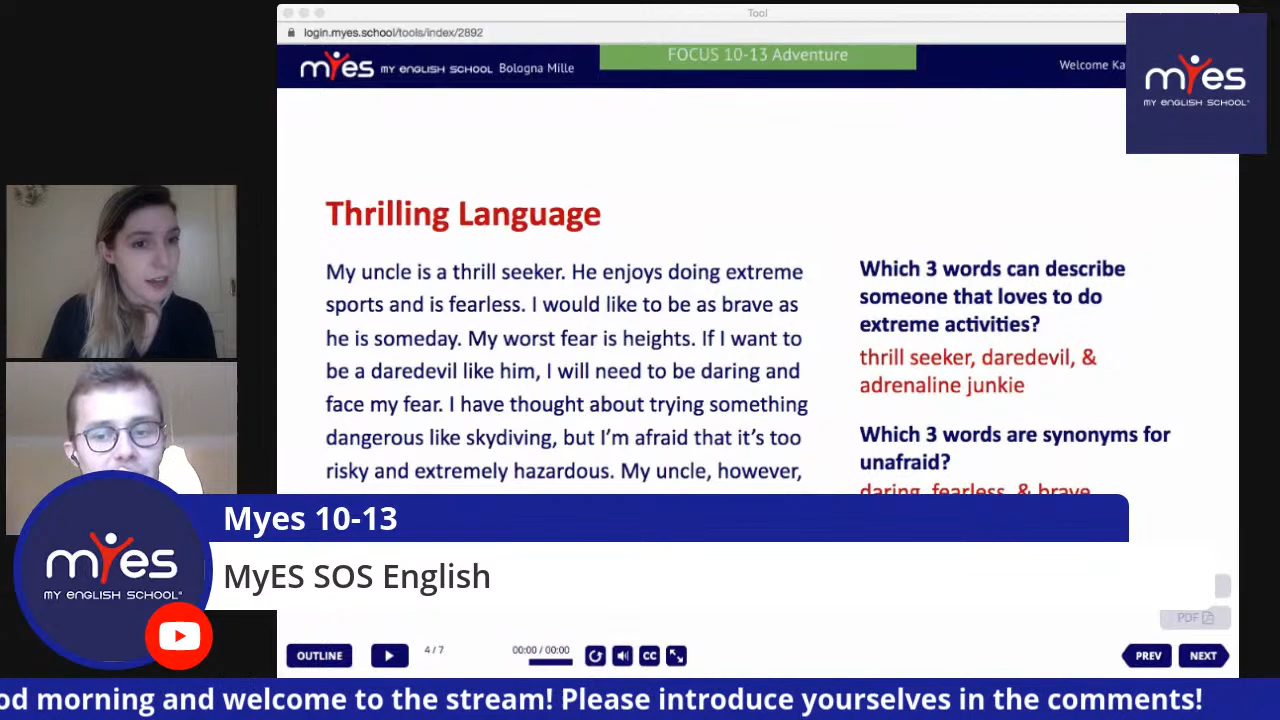 Tool
login.myes.school/tools/index/2892
myes MY ENGLISH SCHOOL Bologna Mille
FOCUS 10-13 Adventure
Welcome Ka
myes
MY ENGLISH SCHOOL
Thrilling Language
My uncle is a thrill seeker. He enjoys doing extreme
sports and is fearless. I would like to be as brave as
he is someday. My worst fear is heights. If I want to
be a daredevil like him, I will need to be daring and
face my fear. I have thought about trying something
dangerous like skydiving, but I'm afraid that it's too
risky and extremely hazardous. My uncle, however,
Which 3 words can describe
someone that loves to do
extreme activities?
thrill seeker, daredevil, &
adrenaline junkie
Which 3 words are synonyms for
unafraid?
daring, fearless, & brave
Myes 10-13
MyES SOS English
myes
MY ENGLISH SCHOOL
PDF
OUTLINE
4 / 7
00:00 / 00:00
CC
PREV
NEXT
od morning and welcome to the stream! Please introduce yourselves in the comments!